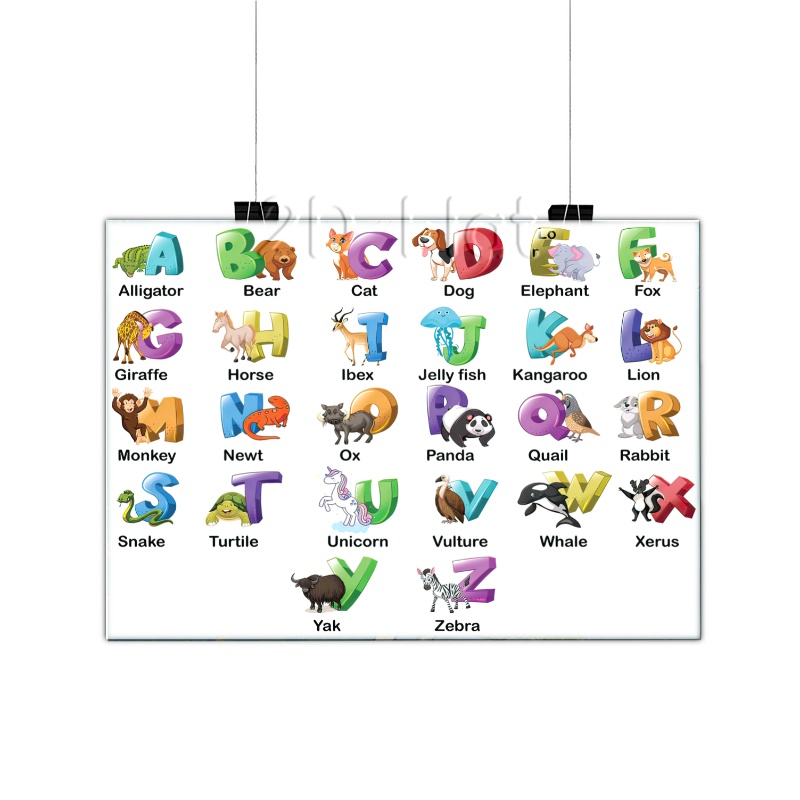 A B C D E F
Alligator Bear Cat Dog Elephant Fox
G H I J K L
Giraffe Horse Ibex Jelly fish Kangaroo Lion
M N O P Q R
Monkey Newt Ox Panda Quail Rabbit
S T U V W X
Snake Turtile Unicorn Vulture Whale Xerus
Y Z
Yak Zebra